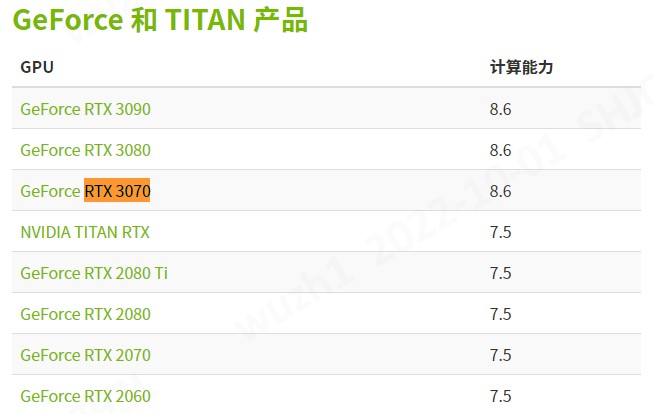 GeForce 和 TITAN 产品
GPU 计算能力
GeForce RTX 3090 8.6
GeForce RTX 3080 8.6
GeForce RTX 3070 8.6
NVIDIA TITAN RTX 7.5
GeForce RTX 2080 Ti 7.5
GeForce RTX 2080 7.5
GeForce RTX 2070 7.5
GeForce RTX 2060 7.5
wuzh1 2022-10-01